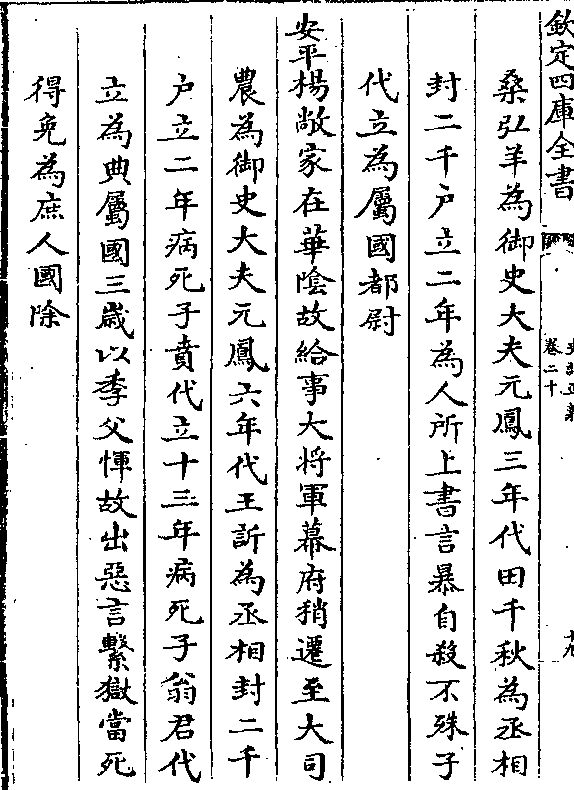 欽定四庫全書
卷二十
桑弘羊為御史大夫元鳳三年代田千秋為丞相
封二千户立二年為人所上書言暴自殺不殊子
代立為屬國都尉
安平楊敞家在華隂故給事大將軍幕府稍遷至大司
農為御史大夫元鳳六年代王訢為丞相封二千
户立二年病死子賁代立十三年病死子翁君代
立為典屬國三嵗以季父惲故出惡言繫獄當死
得免為庶人國除